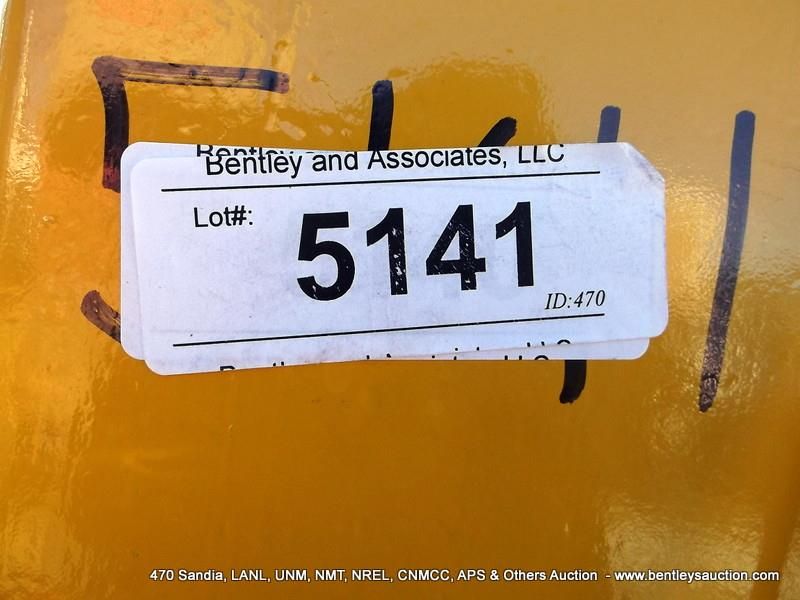 Bentley and Associates, LLC
Lot#:
5141
ID:470
470 Sandia, LANL, UNM, NMT, NREL, CNMCC, APS & Others Auction - www.bentleysauction.com